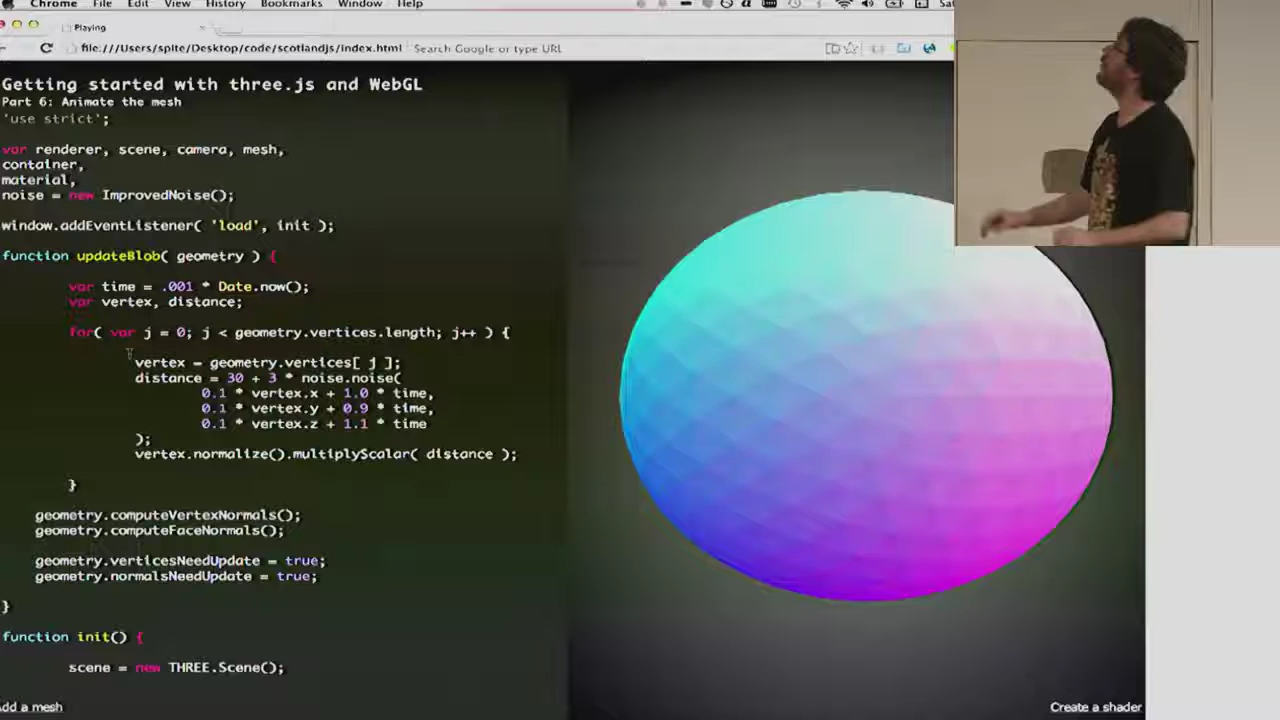 Chrome File Edit View History Bookmarks Window Help
Playing
file:///Users/spite/Desktop/code/scotlandjs/index.html Search Google or type URL
Getting started with three.js and WebGL
Part 6: Animate the mesh
'use strict';
var renderer, scene, camera, mesh,
container,
material,
noise = new ImprovedNoise();
window.addEventListener( 'load', init );
function updateBlob( geometry ) {
var time = .001 * Date.now();
var vertex, distance;
for( var j = 0; j < geometry.vertices.length; j++ ) {
vertex = geometry.vertices[ j ];
distance = 30 + 3 * noise.noise(
0.1 * vertex.x + 1.0 * time,
0.1 * vertex.y + 0.9 * time,
0.1 * vertex.z + 1.1 * time
);
vertex.normalize().multiplyScalar( distance );
}
geometry.computeVertexNormals();
geometry.computeFaceNormals();
geometry.verticesNeedUpdate = true;
geometry.normalsNeedUpdate = true;
}
function init() {
scene = new THREE.Scene();
Add a mesh
Create a shader